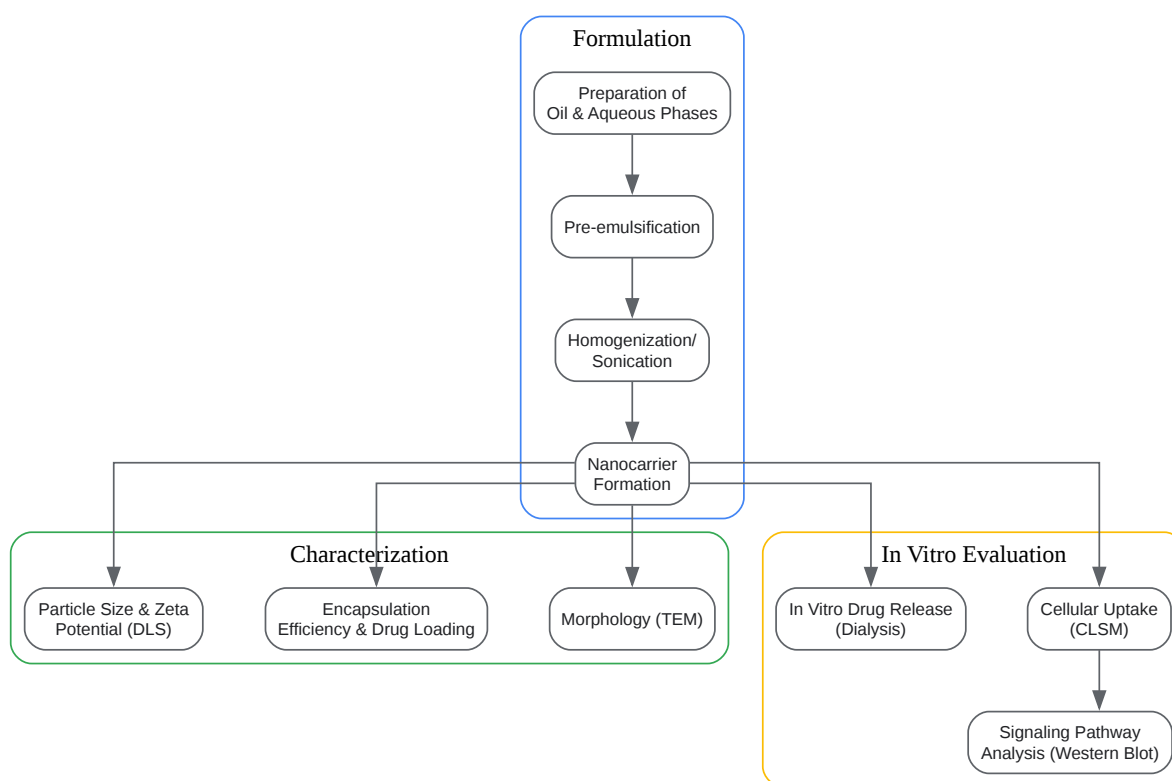 Formulation
Preparation of
Oil & Aqueous Phases
Pre-emulsification
Homogenization/
Sonication
Nanocarrier
Formation
Characterization
Particle Size & Zeta
Potential (DLS)
Encapsulation
Efficiency & Drug Loading
Morphology (TEM)
In Vitro Evaluation
In Vitro Drug Release
(Dialysis)
Cellular Uptake
(CLSM)
Signaling Pathway
Analysis (Western Blot)